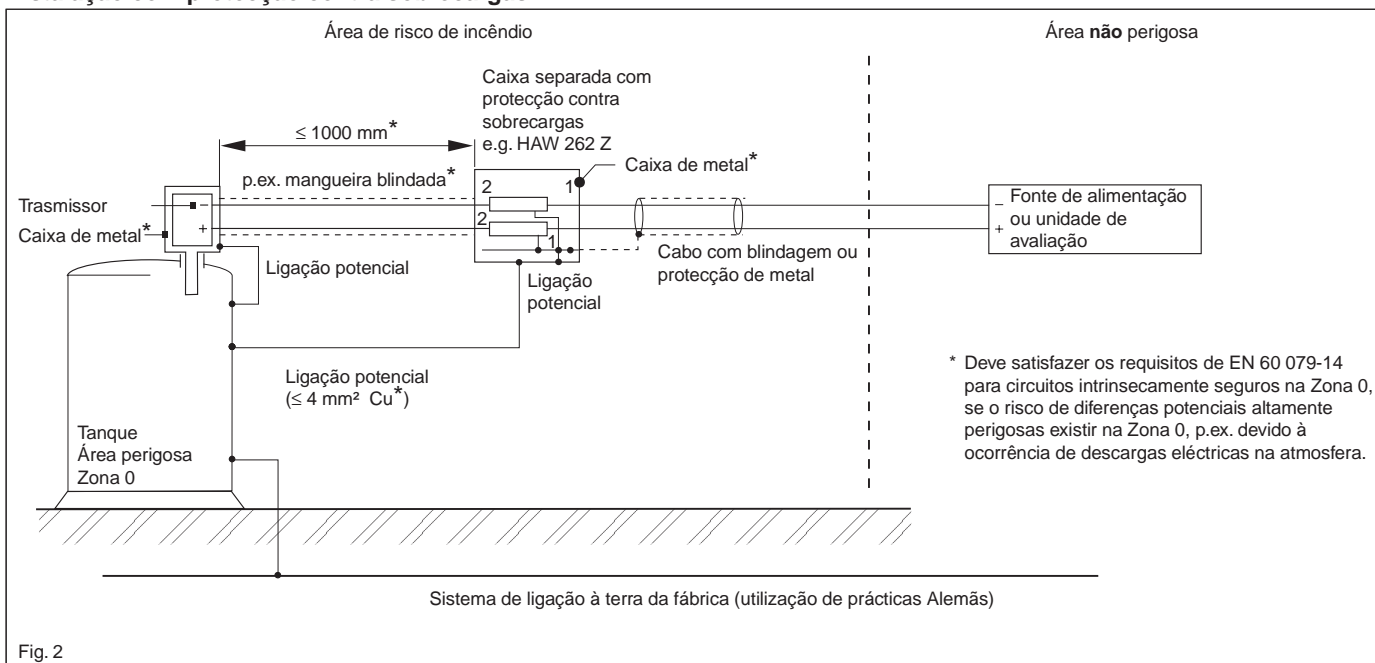 Área de risco de incêndio
Área não perigosa
Caixa separada com
protecção contra
sobrecargas
e.g. HAW 262 Z
≤ 1000 mm*
Caixa de metal*
p.ex. mangueira blindada*
2
1
Trasmissor
–
Caixa de metal*
+
2
1
– Fonte de alimentação
ou unidade de
+ avaliação
Cabo com blindagem ou
protecção de metal
Ligação potencial
Ligação
potencial
Ligação potencial
(≤ 4 mm² Cu*)
* Deve satisfazer os requisitos de EN 60 079-14
para circuitos intrinsecamente seguros na Zona 0,
se o risco de diferenças potenciais altamente
perigosas existir na Zona 0, p.ex. devido à
ocorrência de descargas eléctricas na atmosfera.
Tanque
Área perigosa
Zona 0
Sistema de ligação à terra da fábrica (utilização de prácticas Alemãs)
Fig. 2